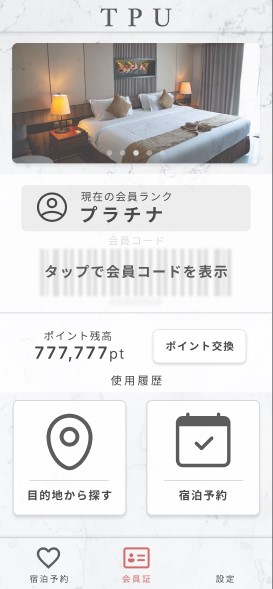 TPU
現在の会員ランク
プラチナ
会員コード
タップで会員コードを表示
ポイント残高
777,777pt
ポイント交換
使用履歴
目的地から探す
宿泊予約
宿泊予約
会員証
設定